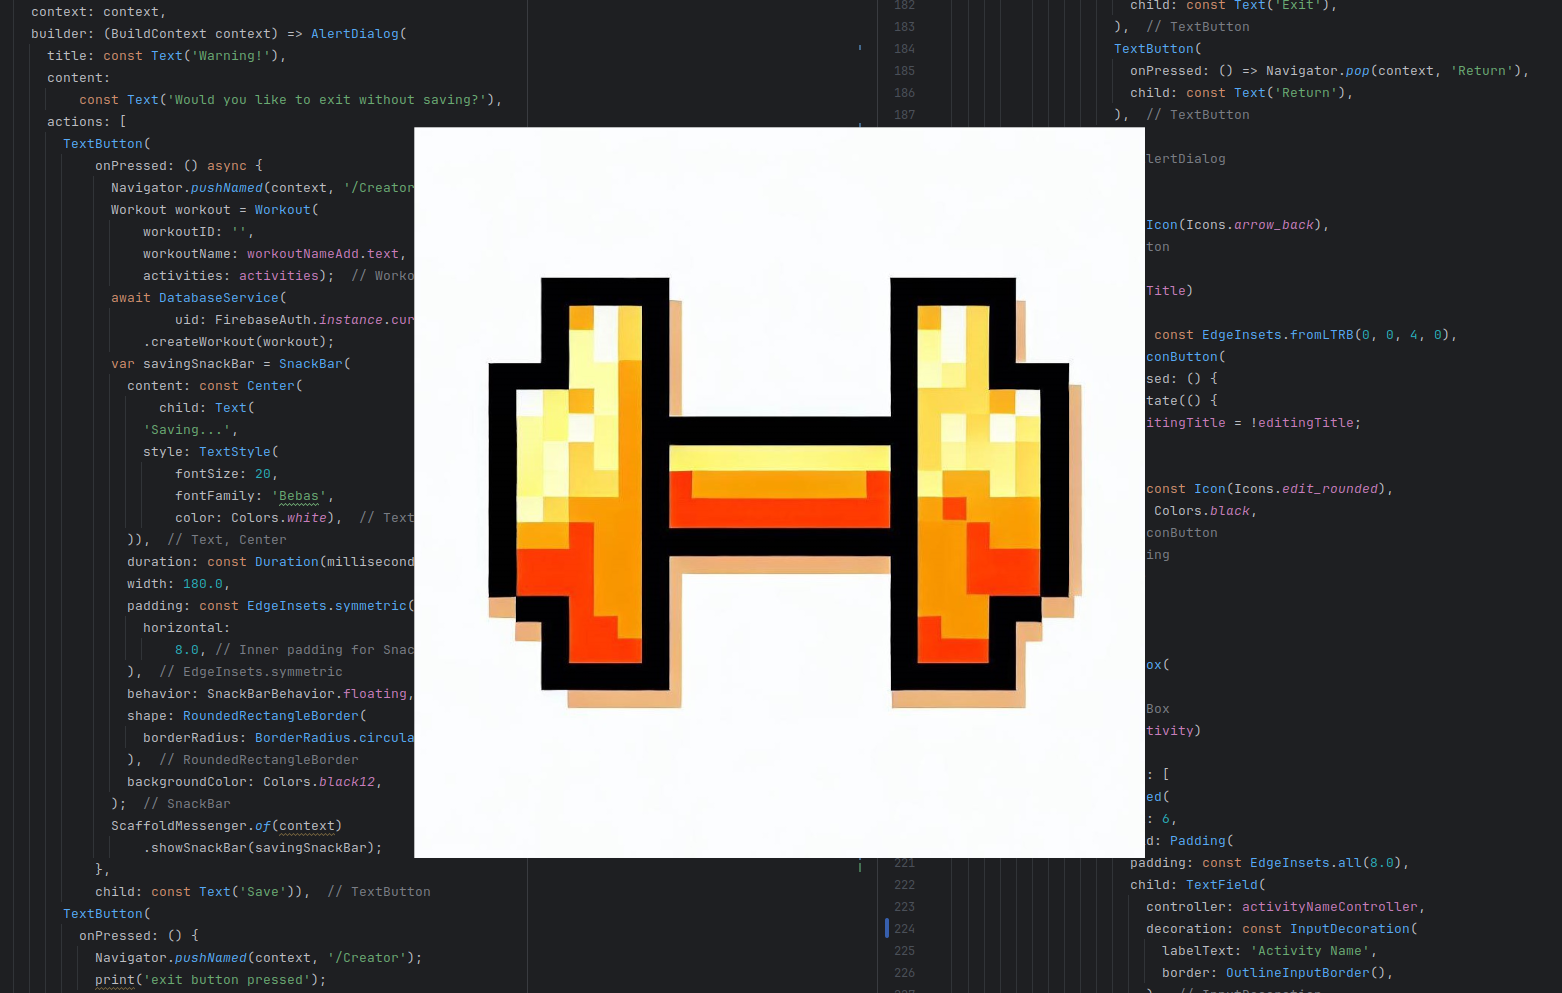 context: context,
builder: (BuildContext context) => AlertDialog(
title: const Text('Warning!'),
content:
const Text('Would you like to exit without saving?'),
actions: [
TextButton(
onPressed: () async {
Navigator.pushNamed(context, '/Creator
Workout workout = Workout(
workoutID: '',
workoutName: workoutNameAdd.text,
activities: activities); // Worko
await DatabaseService(
uid: FirebaseAuth.instance.cur
.createWorkout(workout);
var savingSnackBar = SnackBar(
content: const Center(
child: Text(
'Saving...',
style: TextStyle(
fontSize: 20,
fontFamily: 'Bebas',
color: Colors.white), // Text
)), // Text, Center
duration: const Duration(millisecond
width: 180.0,
padding: const EdgeInsets.symmetric(
horizontal:
8.0, // Inner padding for Snac
), // EdgeInsets.symmetric
behavior: SnackBarBehavior.floating,
shape: RoundedRectangleBorder(
borderRadius: BorderRadius.circula
), // RoundedRectangleBorder
backgroundColor: Colors.black12,
); // SnackBar
ScaffoldMessenger.of(context)
.showSnackBar(savingSnackBar);
},
child: const Text('Save')), // TextButton
TextButton(
onPressed: () {
Navigator.pushNamed(context, '/Creator');
print('exit button pressed');
182 child: const Text('Exit'),
183 ), // TextButton
184 TextButton(
185 onPressed: () => Navigator.pop(context, 'Return'),
186 child: const Text('Return'),
187 ), // TextButton
lertDialog
Icon(Icons.arrow_back),
ton
Title)
const EdgeInsets.fromLTRB(0, 0, 4, 0),
conButton(
sed: () {
tate(() {
itingTitle = !editingTitle;
const Icon(Icons.edit_rounded),
Colors.black,
conButton
ing
ox(
Box
tivity)
: [
ed(
: 6,
d: Padding(
221 padding: const EdgeInsets.all(8.0),
222 child: TextField(
223 controller: activityNameController,
224 decoration: const InputDecoration(
225 labelText: 'Activity Name',
226 border: OutlineInputBorder(),